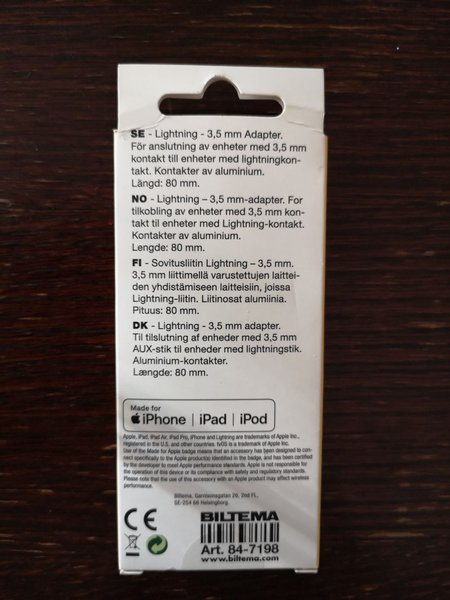 SE - Lightning - 3,5 mm Adapter.
För anslutning av enheter med 3,5 mm
kontakt till enheter med lightningkon-
takt. Kontakter av aluminium.
Längd: 80 mm.
NO - Lightning – 3,5 mm-adapter. For
tilkobling av enheter med 3,5 mm kon-
takt til enheter med Lightning-kontakt.
Kontakter av aluminium.
Lengde: 80 mm.
FI - Sovitusliitin Lightning – 3,5 mm.
3,5 mm liittimellä varustettujen laittei-
den yhdistämiseen laitteisiin, joissa
Lightning-liitin. Liitinosat alumiinia.
Pituus: 80 mm.
DK - Lightning - 3,5 mm adapter.
Til tilslutning af enheder med 3,5 mm
AUX-stik til enheder med lightningstik.
Aluminium-kontakter.
Længde: 80 mm.
Made for
iPhone | iPad | iPod
Apple, iPad, iPad Air, iPad Pro, iPhone and Lightning are trademarks of Apple Inc.,
registered in the U.S. and other countries. tvOS is a trademark of Apple Inc.
Use of the Made for Apple badge means that an accessory has been designed to con-
nect specifically to the Apple product(s) identified in the badge, and has been certified
by the developer to meet Apple performance standards. Apple is not responsible for
the operation of this device or its compliance with safety and regulatory standards.
Please note that the use of this accessory with an Apple product may affect wireless
performance.
Biltema, Garnisonsgatan 20, 2nd FL,
SE-254 66 Helsingborg.
CE
BILTEMA
Art. 84-7198
www.biltema.com